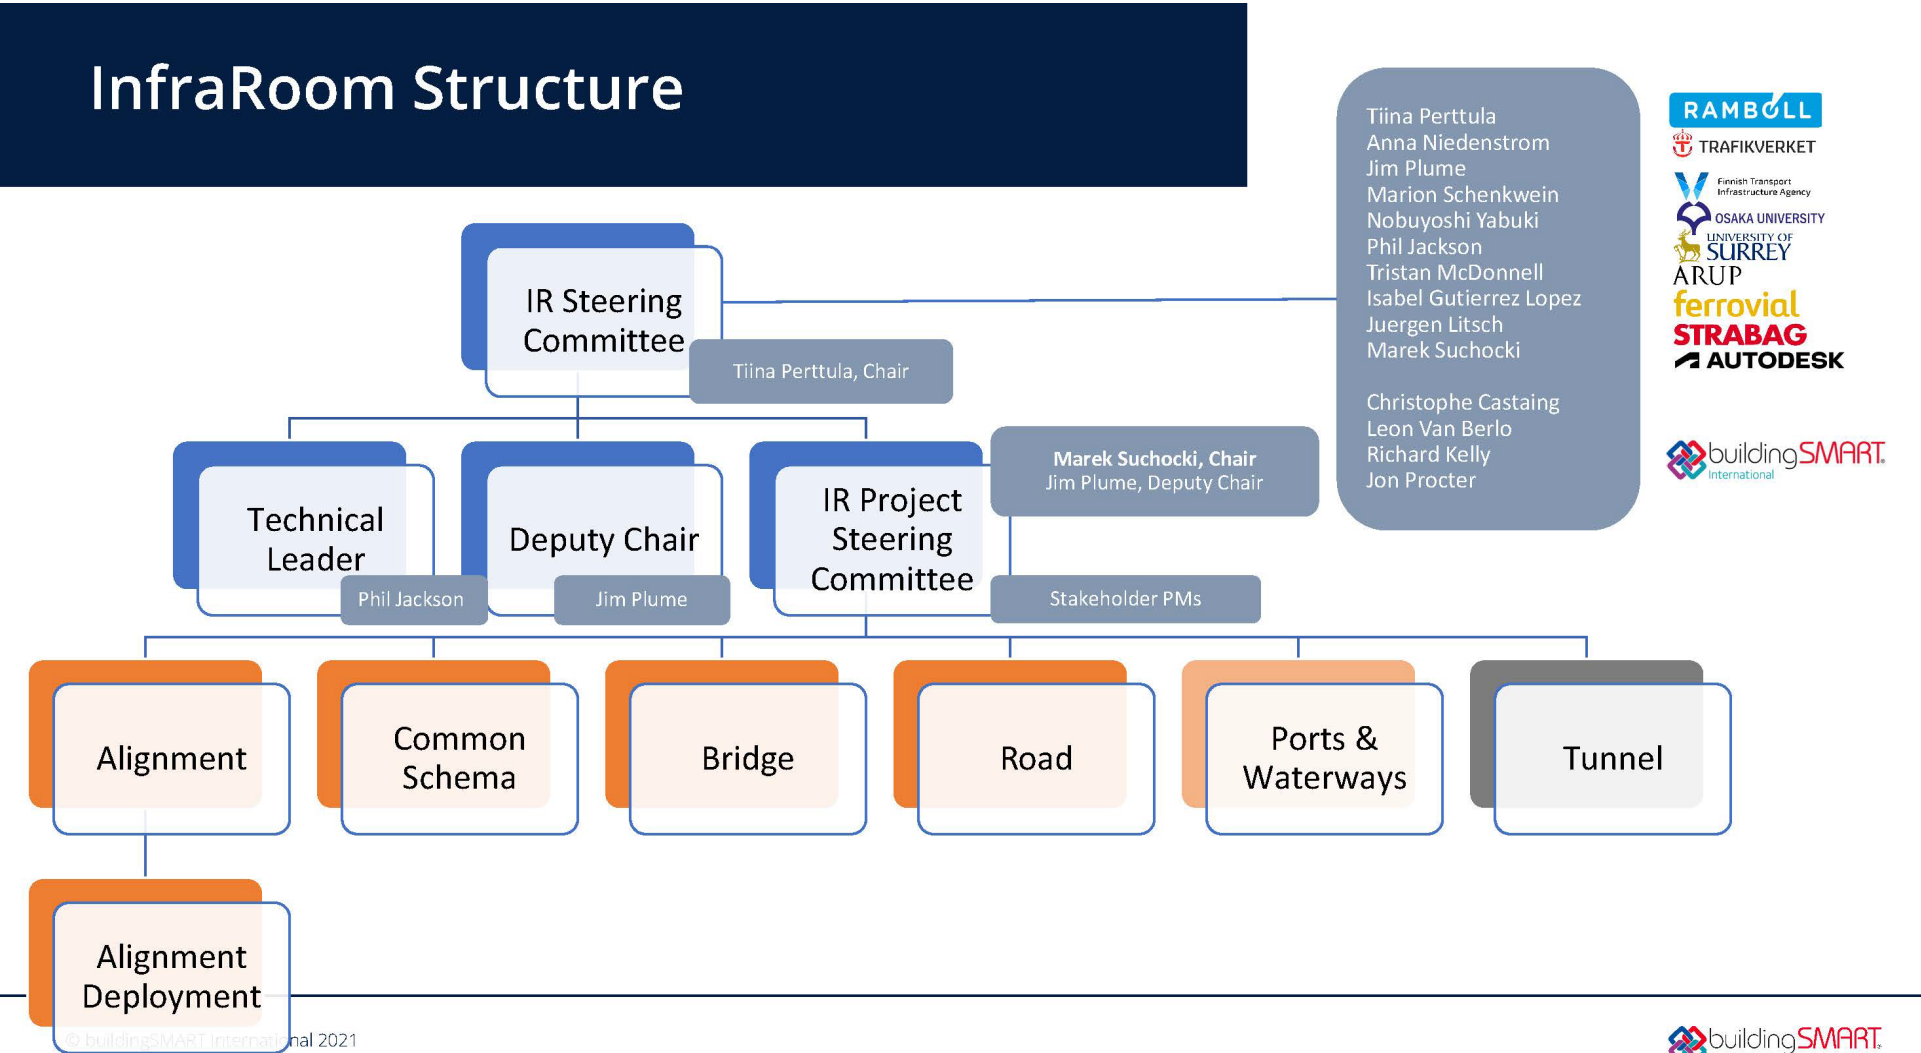 InfraRoom Structure
Tiina Perttula
Anna Niedenstrom
Jim Plume
Marion Schenkwein
Nobuyoshi Yabuki
Phil Jackson
Tristan McDonnell
Isabel Gutierrez Lopez
Juergen Litsch
Marek Suchocki
Christophe Castaing
Leon Van Berlo
Richard Kelly
Jon Procter
RAMBOLL
TRAFIKVERKET
Finnish Transport
Infrastructure Agency
OSAKA UNIVERSITY
UNIVERSITY OF
SURREY
ARUP
ferrovial
STRABAG
AUTODESK
buildingSMART
International
IR Steering
Committee
Tiina Perttula, Chair
Technical
Leader
Phil Jackson
Deputy Chair
Jim Plume
IR Project
Steering
Committee
Marek Suchocki, Chair
Jim Plume, Deputy Chair
Stakeholder PMs
Alignment
Common
Schema
Bridge
Road
Ports &
Waterways
Tunnel
Alignment
Deployment
© buildingSMART International 2021
buildingSMART